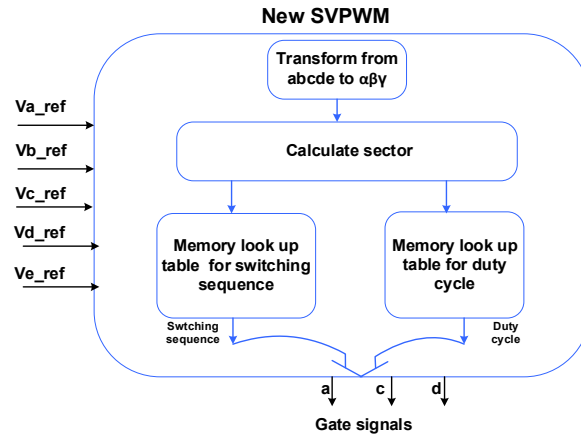 New SVPWM
Transform from
abcde to αβγ
Va_ref
Vb_ref
Vc_ref
Vd_ref
Ve_ref
Calculate sector
Memory look up
table for switching
sequence
Memory look up
table for duty
cycle
Swtching
sequence
Duty
cycle
a
c
d
Gate signals